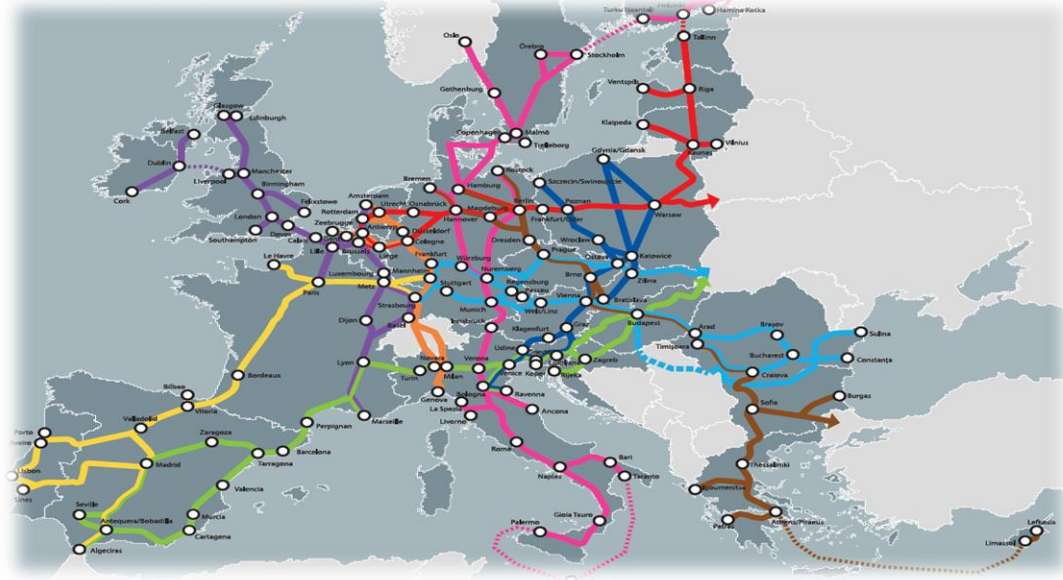 Turku Naantali
Hamina Kotka
Oslo
Örebro
Stockholm
Tallinn
Ventspils
Riga
Gothenburg
Klaipeda
Glasgow
Edinburgh
Copenhagen
Malmö
Trelleborg
Kaunas
Vilnius
Belfast
Gdynia/Gdansk
Dublin
Manchester
Liverpool
Rostock
Szczecin/Swinoujscie
Cork
Birmingham
Bremen
Hamburg
Amsterdam
Felixstowe
Utrecht
Osnabrück
Magdeburg
Berlin
Poznan
Rotterdam
Hannover
Frankfurt/Oder
Warsaw
London
Zeebrugge
Antwerp
Düsseldorf
Southampton
Dover
Calais
Cologne
Dresden
Wroclaw
Lille
Brussels
Liege
Prague
Katowice
Le Havre
Frankfurt
Würzburg
Ostava
Luxembourg
Mannheim
Nuremberg
Brno
Zilina
Paris
Metz
Stuttgart
Regensburg
Passau
Strasbourg
Vienna
Bratislava
Munich
Wels/Linz
Dijon
Basel
Innsbruck
Klagenfurt
Graz
Budapest
Arad
Brașov
Sulina
Udine
Timișoara
Lyon
Novara
Verona
Ljubljana
Zagreb
Bucharest
Constanța
Turin
Milan
Venice
Koper
Rijeka
Craiova
Bordeaux
Bilbao
Genova
Bologna
Ravenna
Vitoria
La Spezia
Ancona
Sofia
Burgas
Valladolid
Marseille
Livorno
Porto
Perpignan
Aveiro
Zaragoza
Roma
Barcelona
Bari
Madrid
Tarragona
Lisbon
Naples
Taranto
Thessaloniki
Sines
Valencia
Igoumenitsa
Seville
Murcia
Palermo
Gioia Tauro
Antequera/Bobadilla
Cartagena
Patras
Athens/Piraeus
Lefkosia
Algeciras
Limassol